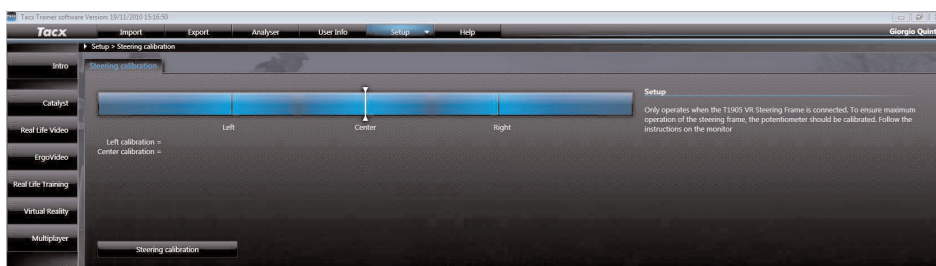 Tacx Trainer software Version: 19/11/2010 15:16:50
Tacx Import Export Analyser User Info Setup Help Giorgio Quint
Setup > Steering calibration
Intro
Catalyst
Real Life Video
ErgoVideo
Real Life Training
Virtual Reality
Multiplayer
Steering calibration
Left Center Right
Left calibration =
Center calibration =
Steering calibration
Setup
Only operates when the T1905 VR Steering Frame is connected. To ensure maximum
operation of the steering frame, the potentiometer should be calibrated. Follow the
instructions on the monitor